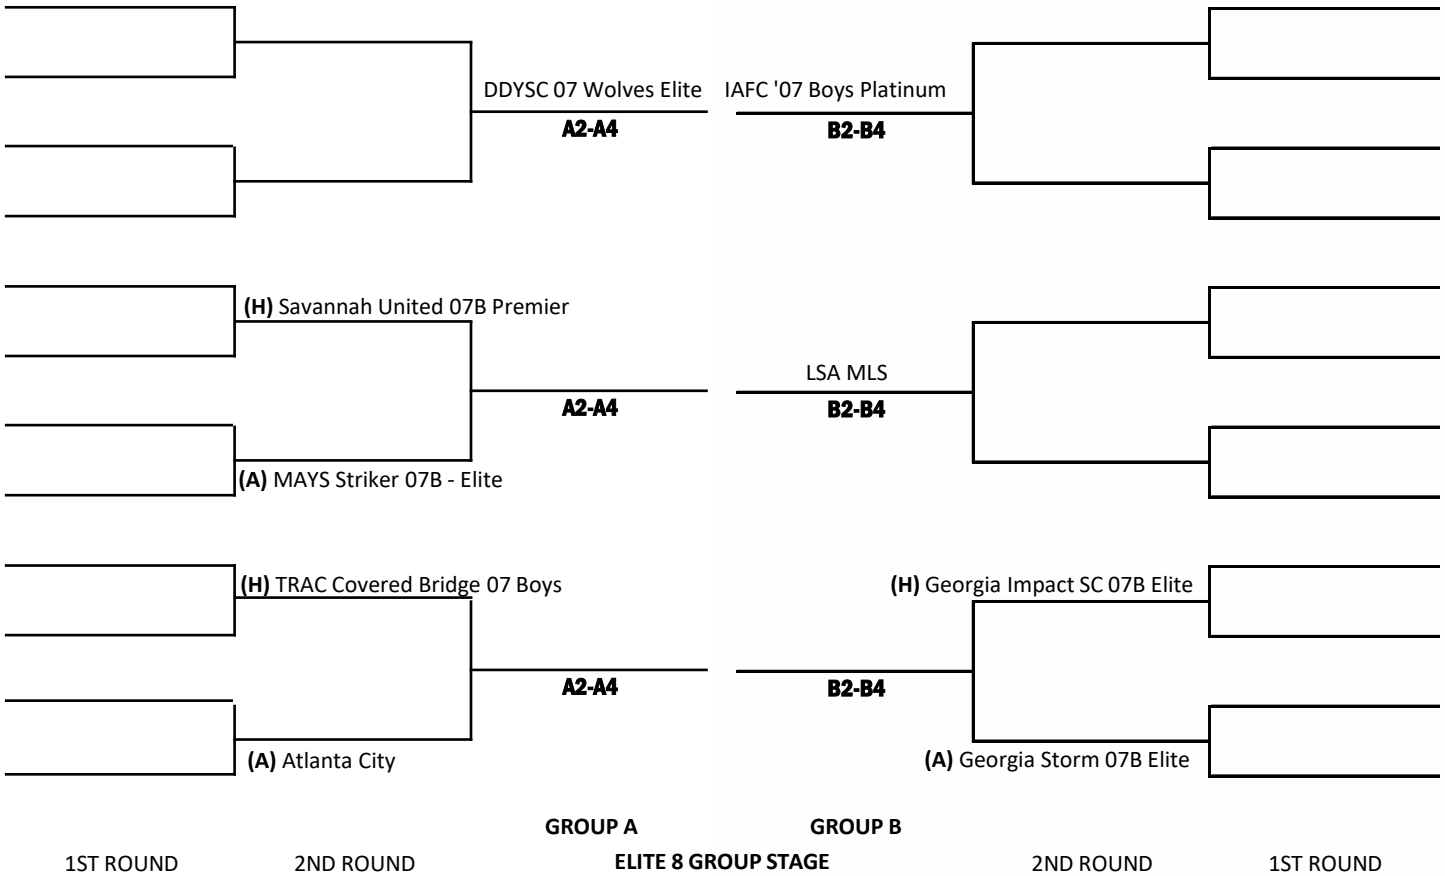 DDYSC 07 Wolves Elite
IAFC '07 Boys Platinum
A2-A4
B2-B4
(H) Savannah United 07B Premier
LSA MLS
A2-A4
B2-B4
(A) MAYS Striker 07B - Elite
(H) TRAC Covered Bridge 07 Boys
(H) Georgia Impact SC 07B Elite
A2-A4
B2-B4
(A) Atlanta City
(A) Georgia Storm 07B Elite
GROUP A
GROUP B
1ST ROUND
2ND ROUND
ELITE 8 GROUP STAGE
2ND ROUND
1ST ROUND